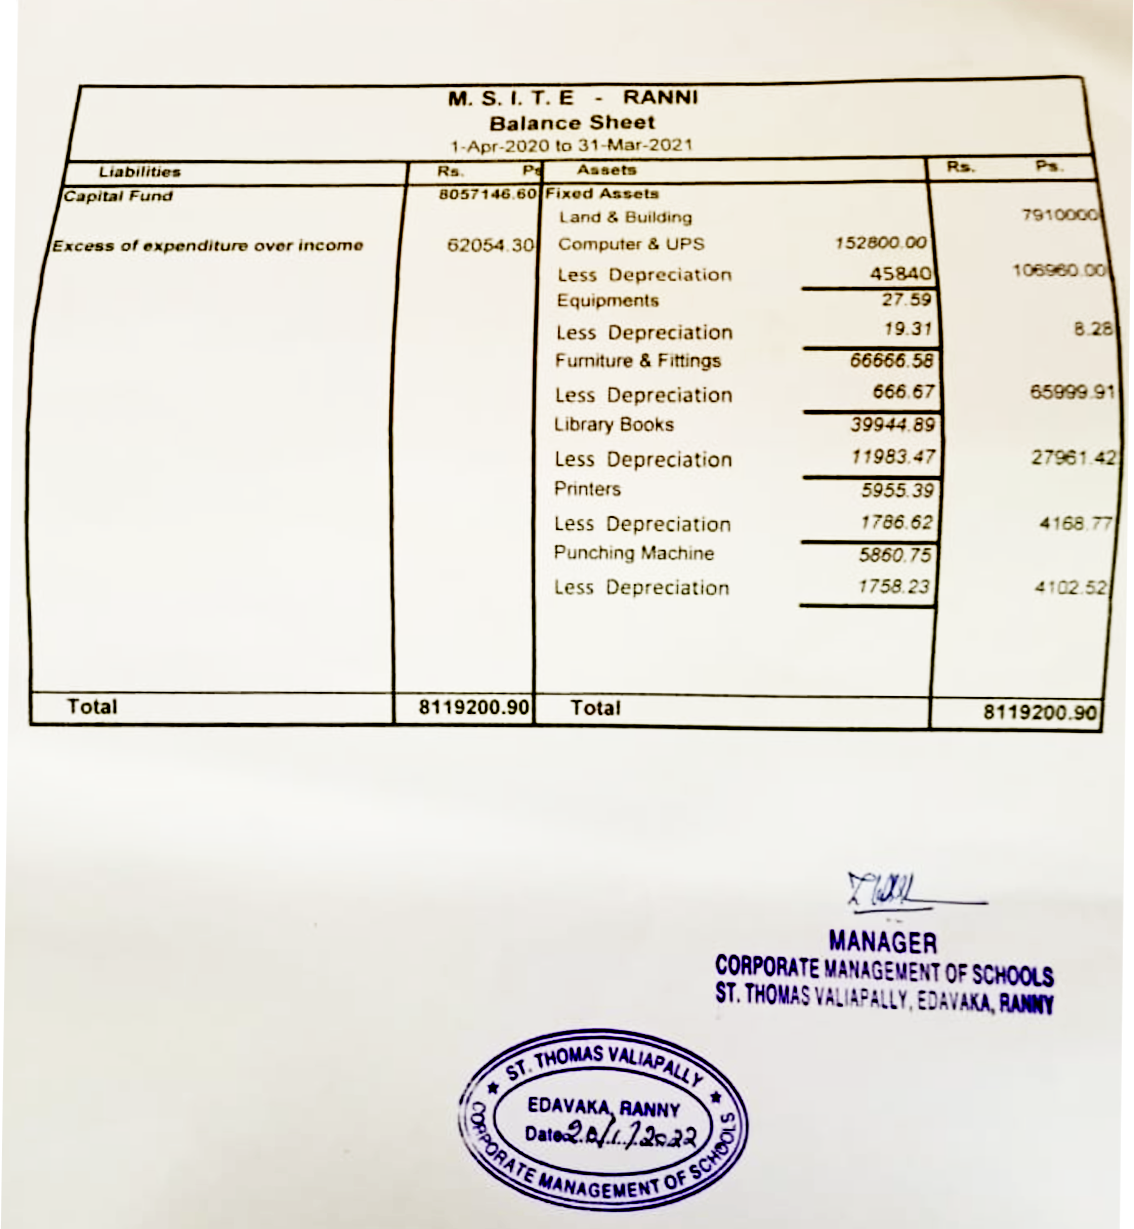 M. S. I. T. E - RANNI
Balance Sheet
1-Apr-2020 to 31-Mar-2021
Liabilities Rs. Ps Assets Rs. Ps.
Capital Fund 8057146.60 Fixed Assets
Land & Building 7910000
Excess of expenditure over income 62054.30 Computer & UPS 152800.00
Less Depreciation 45840 106960.00
Equipments 27.59
Less Depreciation 19.31 8.28
Furniture & Fittings 66666.58
Less Depreciation 666.67 65999.91
Library Books 39944.89
Less Depreciation 11983.47 27961.42
Printers 5955.39
Less Depreciation 1786.62 4168.77
Punching Machine 5860.75
Less Depreciation 1758.23 4102.52
Total 8119200.90 Total 8119200.90
MANAGER
CORPORATE MANAGEMENT OF SCHOOLS
ST. THOMAS VALIAPALLY, EDAVAKA, RANNY
ST. THOMAS VALIAPALLY
EDAVAKA, RANNY
Date 20/1/2022
CORPORATE MANAGEMENT OF SCHOOLS